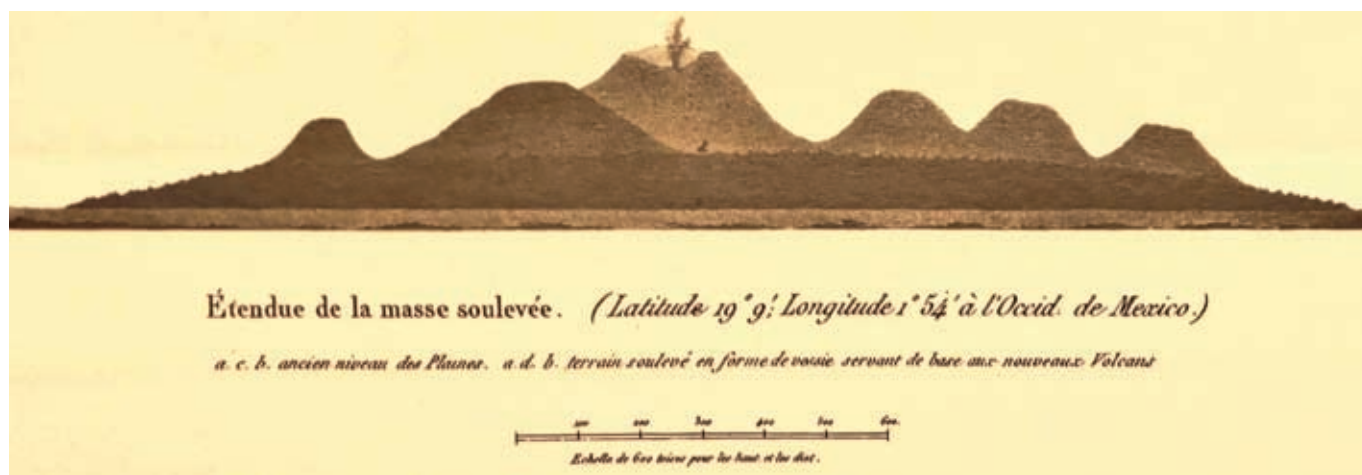 Étendue de la masse soulevée. (Latitude 19° 9'. Longitude 1° 54' à l'Occid. de Mexico.)
a. c. b. ancien niveau des Plaines. a. d. b. terrain soulevé en forme de vessie servant de base aux nouveaux Volcans
100 200 300 400 500 600.
Echelle de 600 toises pour les haut. et les dist.